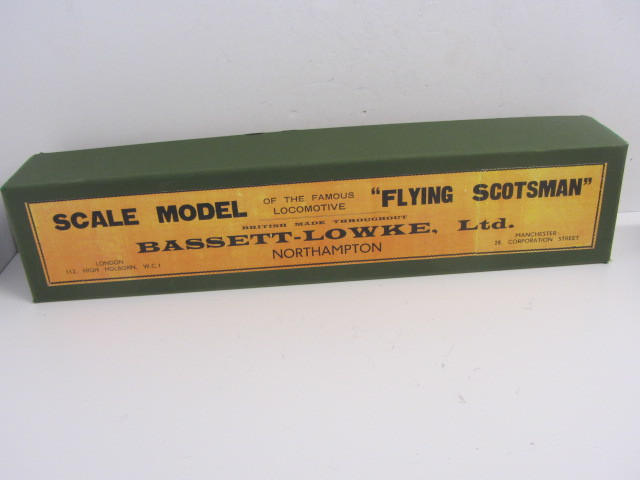 SCALE MODEL OF THE FAMOUS LOCOMOTIVE "FLYING SCOTSMAN"
BRITISH MADE THROUGHOUT
BASSETT-LOWKE, Ltd.
NORTHAMPTON
LONDON
112, HIGH HOLBORN, W.C.1
MANCHESTER
28, CORPORATION STREET